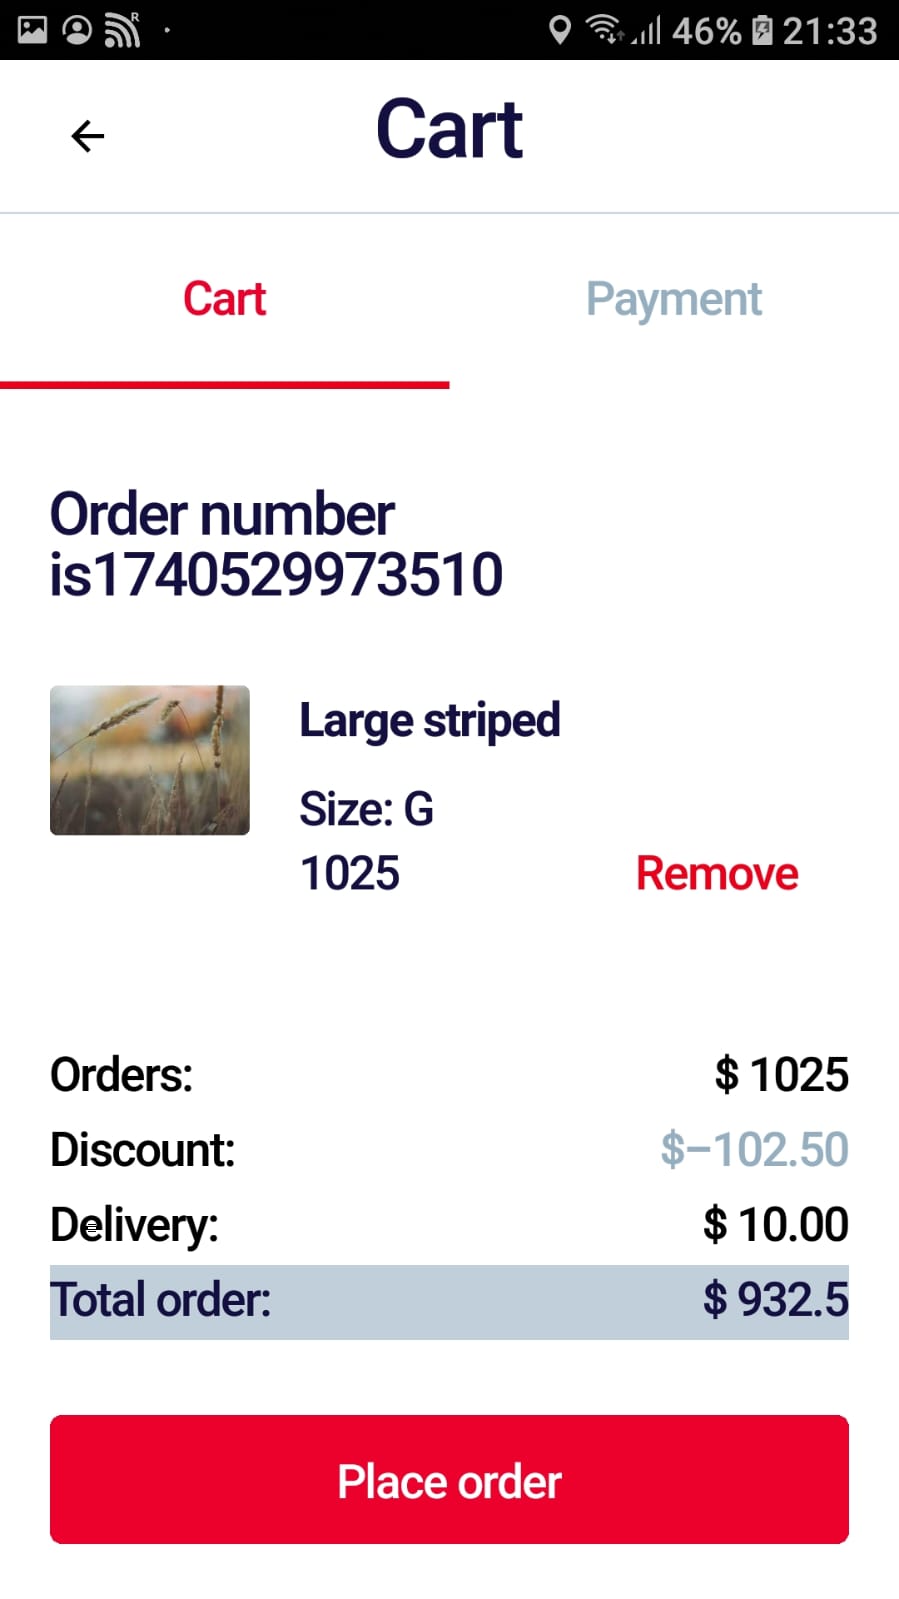 46% 21:33
Cart
Cart Payment
Order number
is1740529973510
Large striped
Size: G
1025 Remove
Orders: $ 1025
Discount: $–102.50
Delivery: $ 10.00
Total order: $ 932.5
Place order